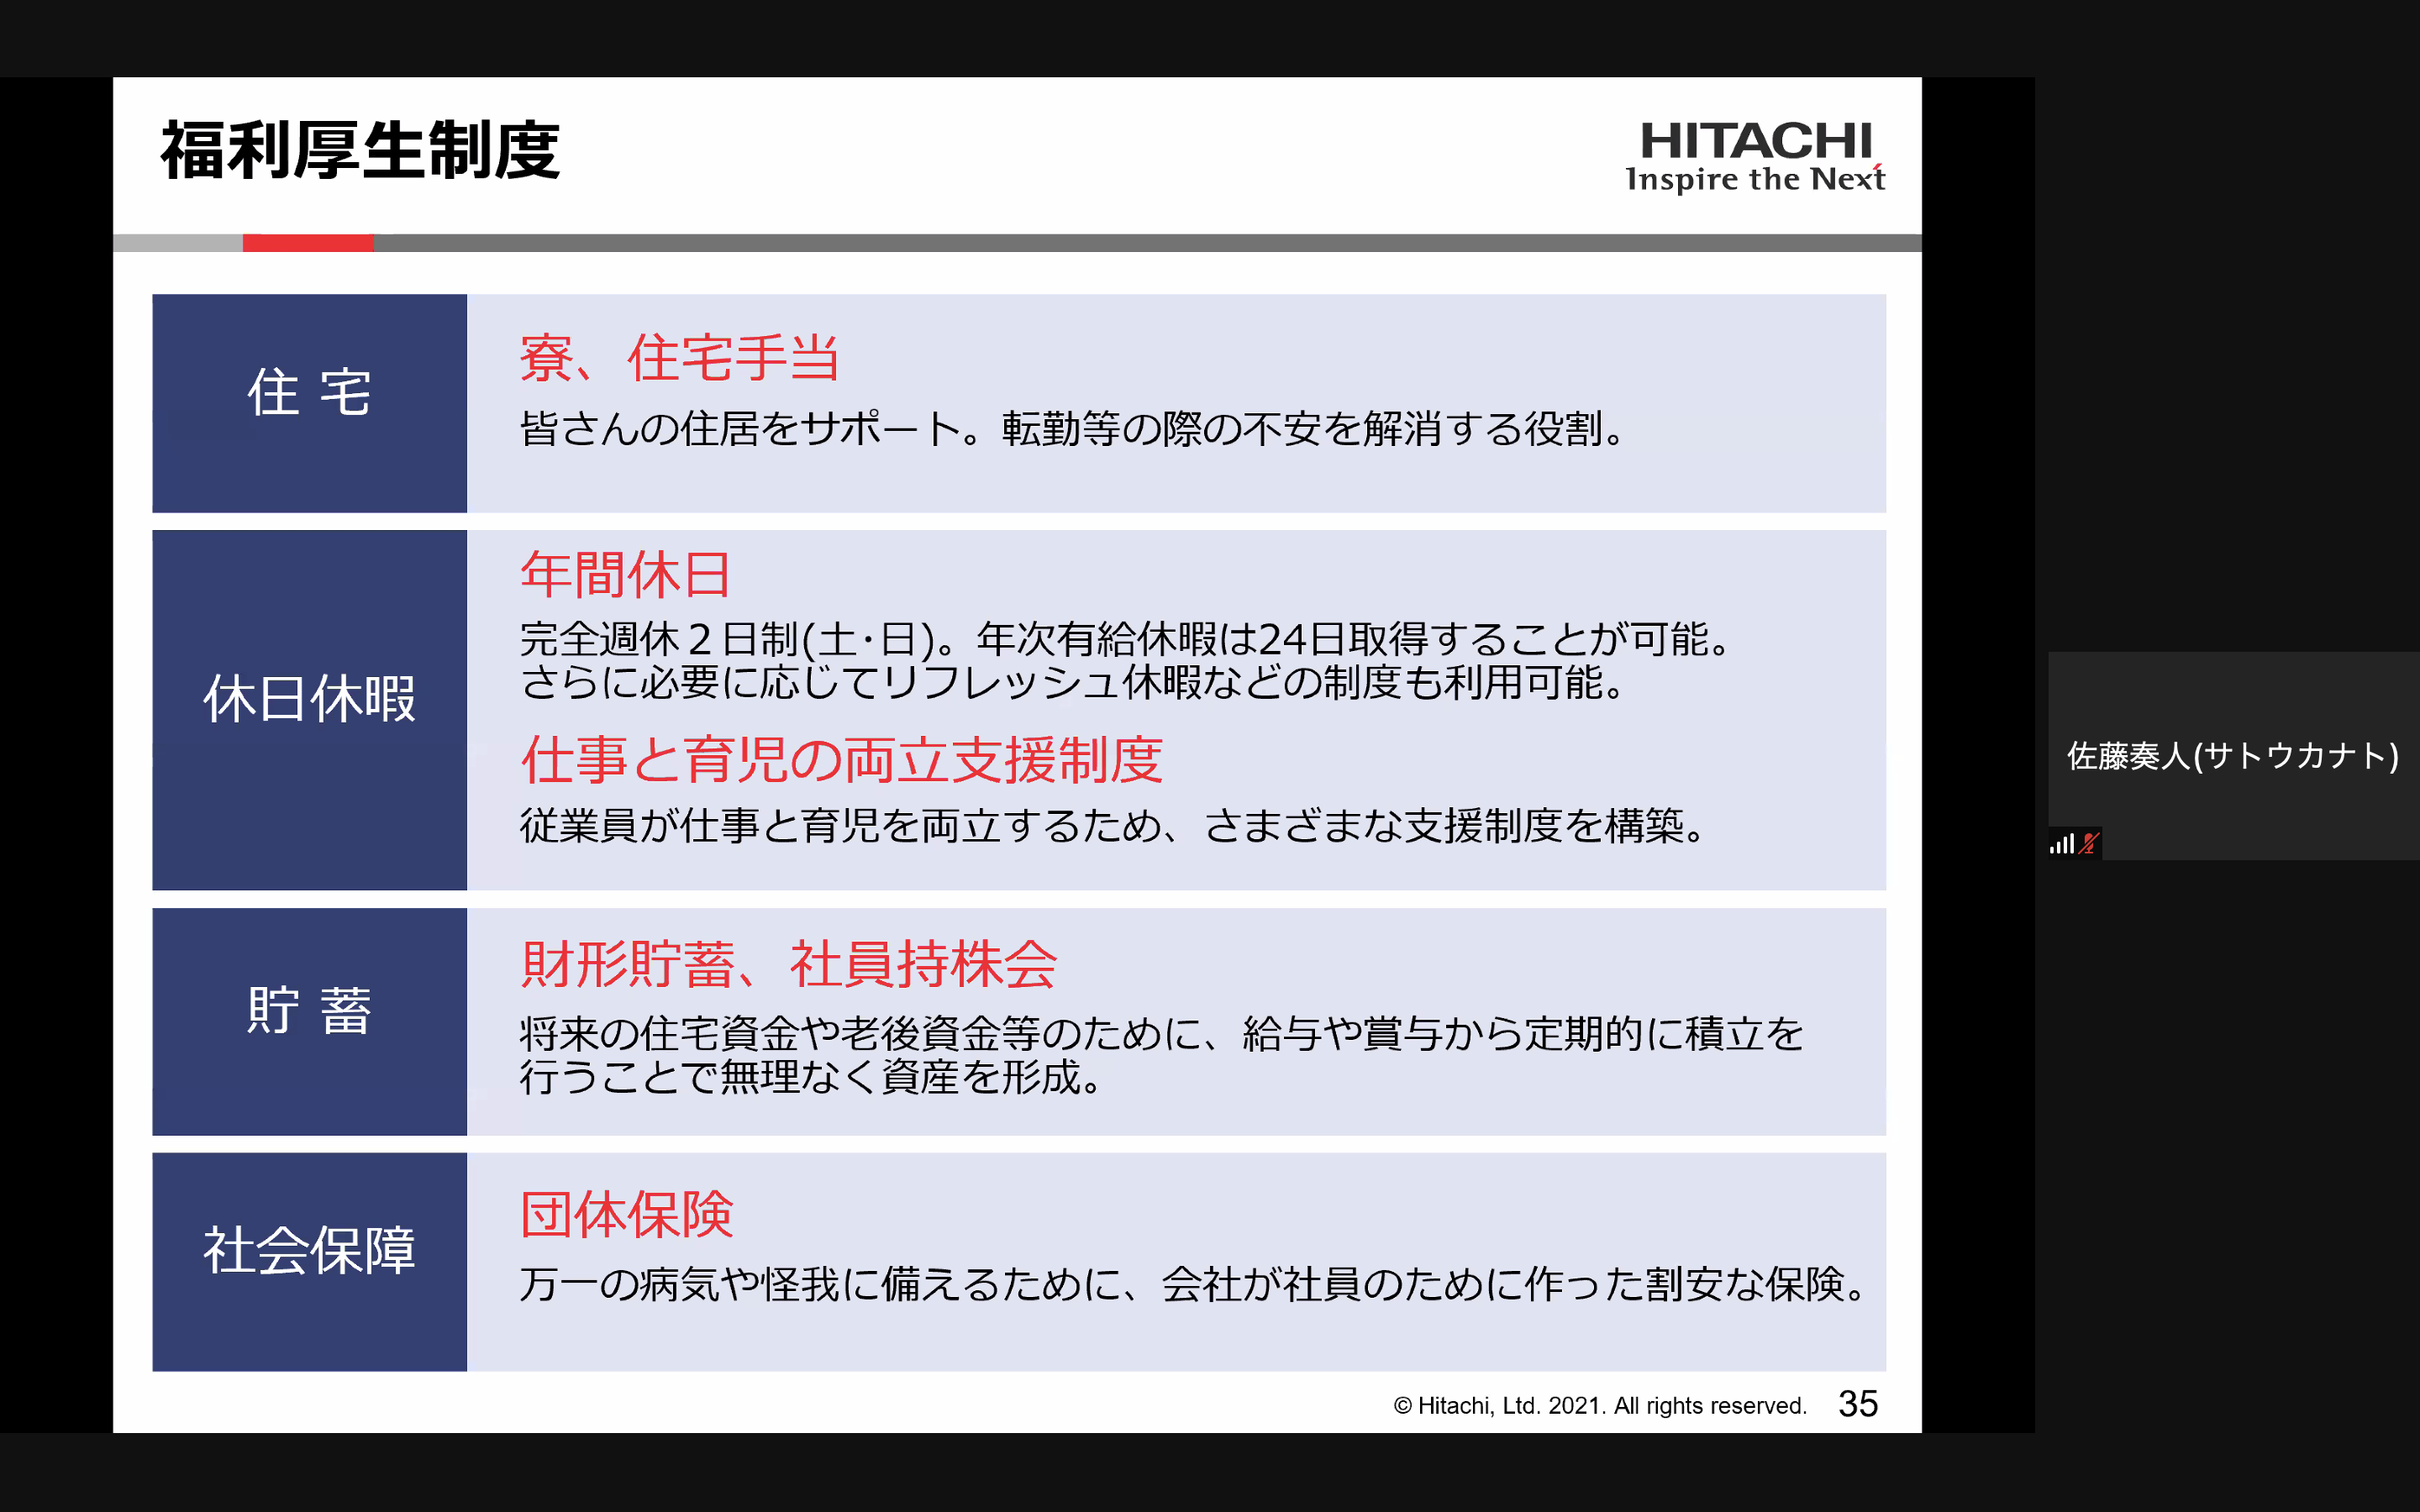 福利厚生制度
HITACHI
Inspire the Next
住 宅
寮、住宅手当
皆さんの住居をサポート。転勤等の際の不安を解消する役割。
休日休暇
年間休日
完全週休２日制(土･日)。年次有給休暇は24日取得することが可能。
さらに必要に応じてリフレッシュ休暇などの制度も利用可能。
仕事と育児の両立支援制度
従業員が仕事と育児を両立するため、さまざまな支援制度を構築。
貯 蓄
財形貯蓄、社員持株会
将来の住宅資金や老後資金等のために、給与や賞与から定期的に積立を
行うことで無理なく資産を形成。
社会保障
団体保険
万一の病気や怪我に備えるために、会社が社員のために作った割安な保険。
© Hitachi, Ltd. 2021. All rights reserved. 35
佐藤奏人(サトウカナト)